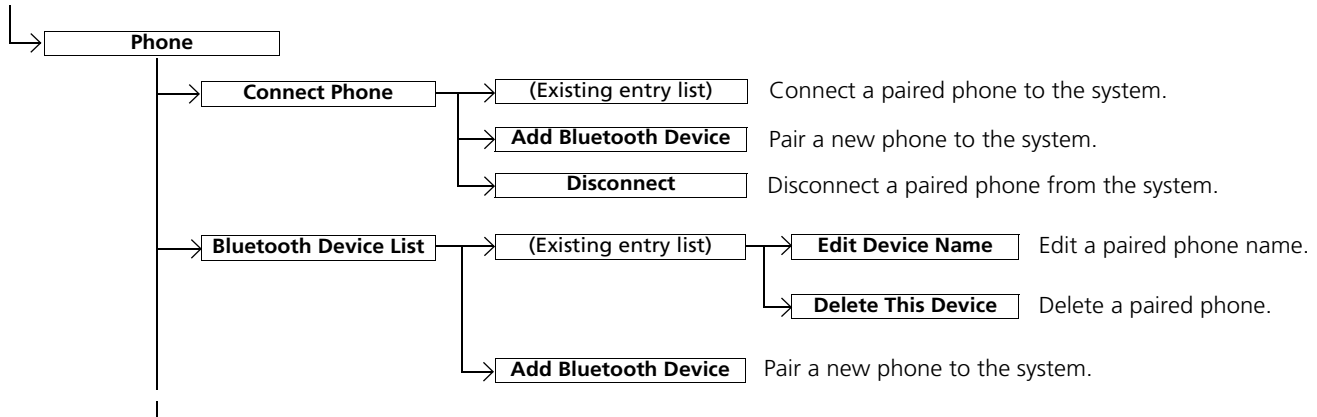 Phone
Connect Phone
(Existing entry list)
Connect a paired phone to the system.
Add Bluetooth Device
Pair a new phone to the system.
Disconnect
Disconnect a paired phone from the system.
Bluetooth Device List
(Existing entry list)
Edit Device Name
Edit a paired phone name.
Delete This Device
Delete a paired phone.
Add Bluetooth Device
Pair a new phone to the system.